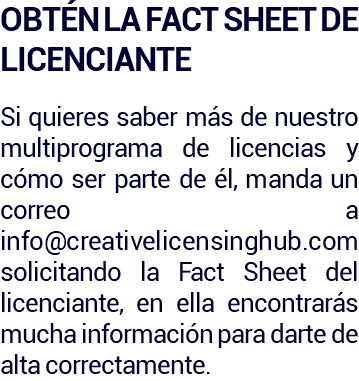 OBTÉN LA FACT SHEET DE
LICENCIANTE
Si quieres saber más de nuestro
multiprograma de licencias y
cómo ser parte de él, manda un
correo a
info@creativelicensinghub.com
solicitando la Fact Sheet del
licenciante, en ella encontrarás
mucha información para darte de
alta correctamente.